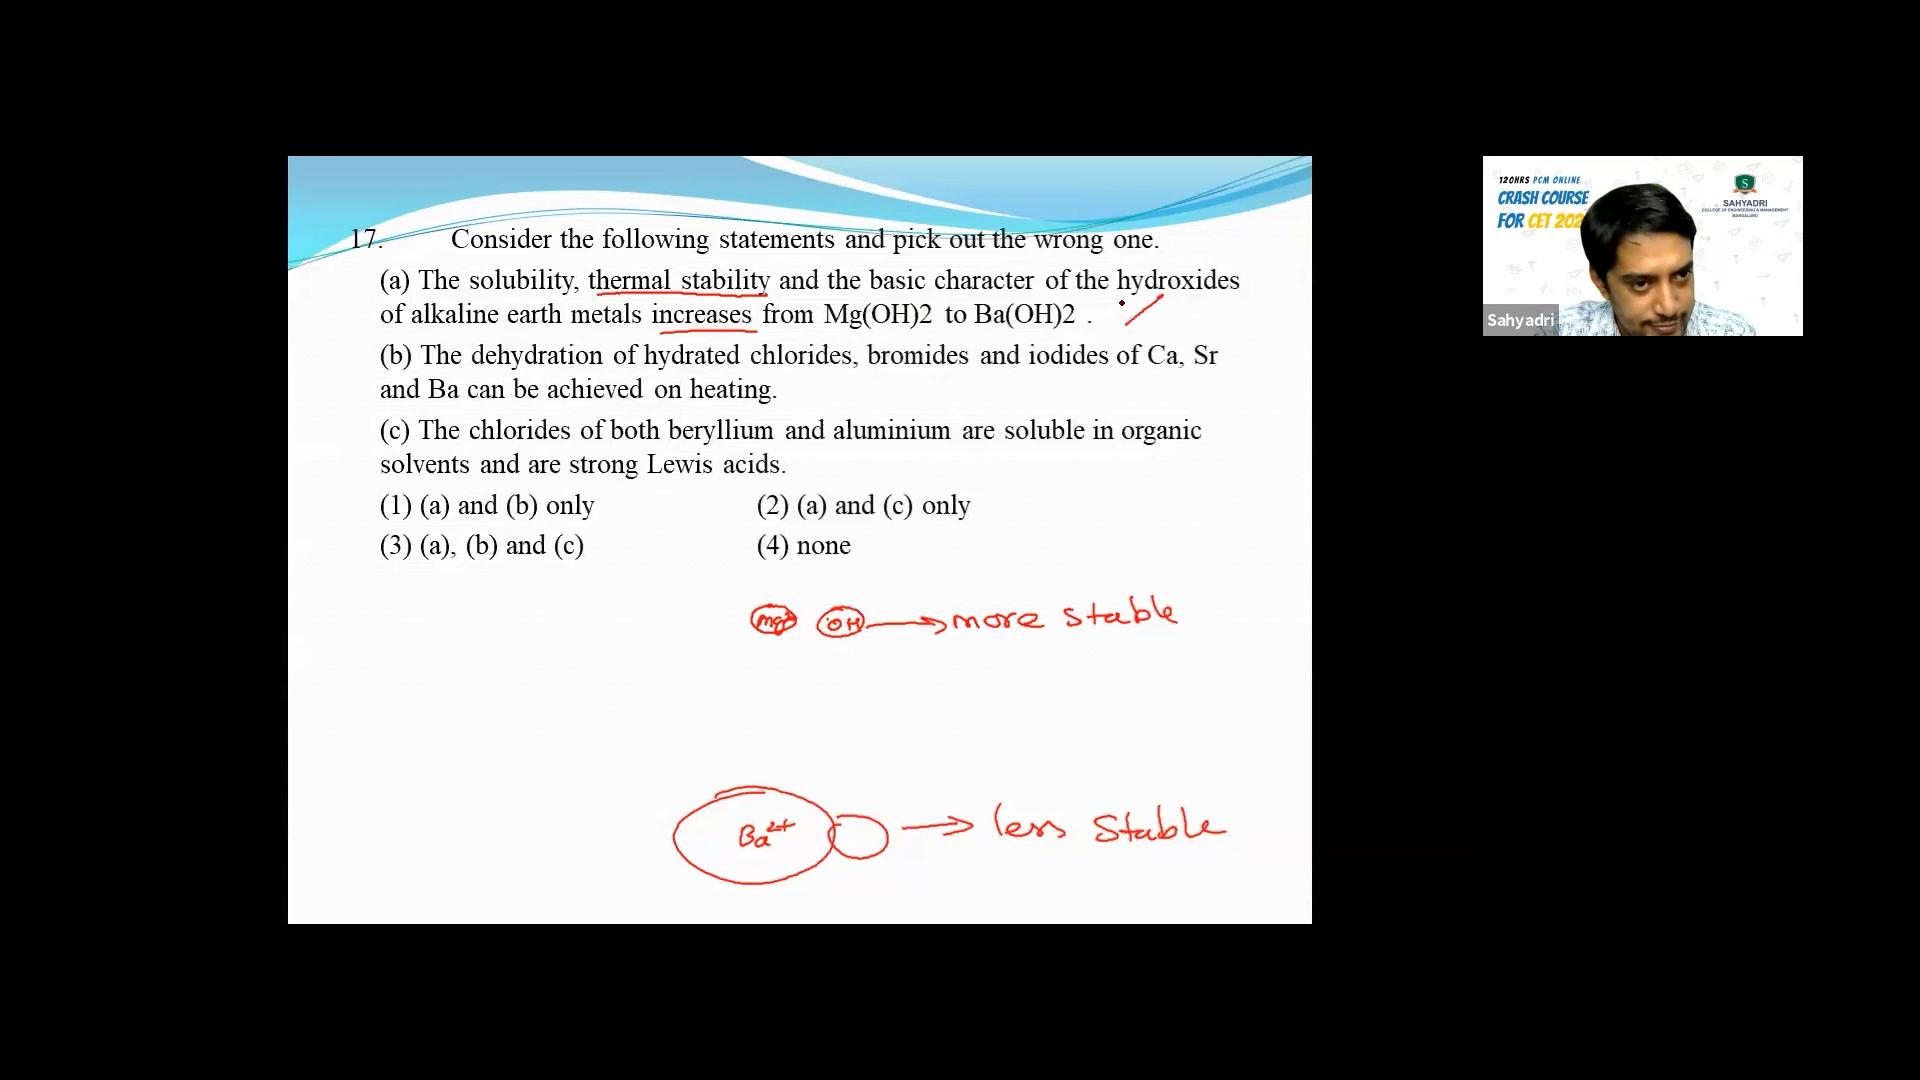 17. Consider the following statements and pick out the wrong one.
(a) The solubility, thermal stability and the basic character of the hydroxides
of alkaline earth metals increases from Mg(OH)2 to Ba(OH)2 .
(b) The dehydration of hydrated chlorides, bromides and iodides of Ca, Sr
and Ba can be achieved on heating.
(c) The chlorides of both beryllium and aluminium are soluble in organic
solvents and are strong Lewis acids.
(1) (a) and (b) only (2) (a) and (c) only
(3) (a), (b) and (c) (4) none
OH → more stable
Ba2+ → less stable
120HRS PCM ONLINE
CRASH COURSE
FOR CET 202
S
SAHYADRI
COLLEGE OF ENGINEERING & MANAGEMENT
MANGALURU
Sahyadri